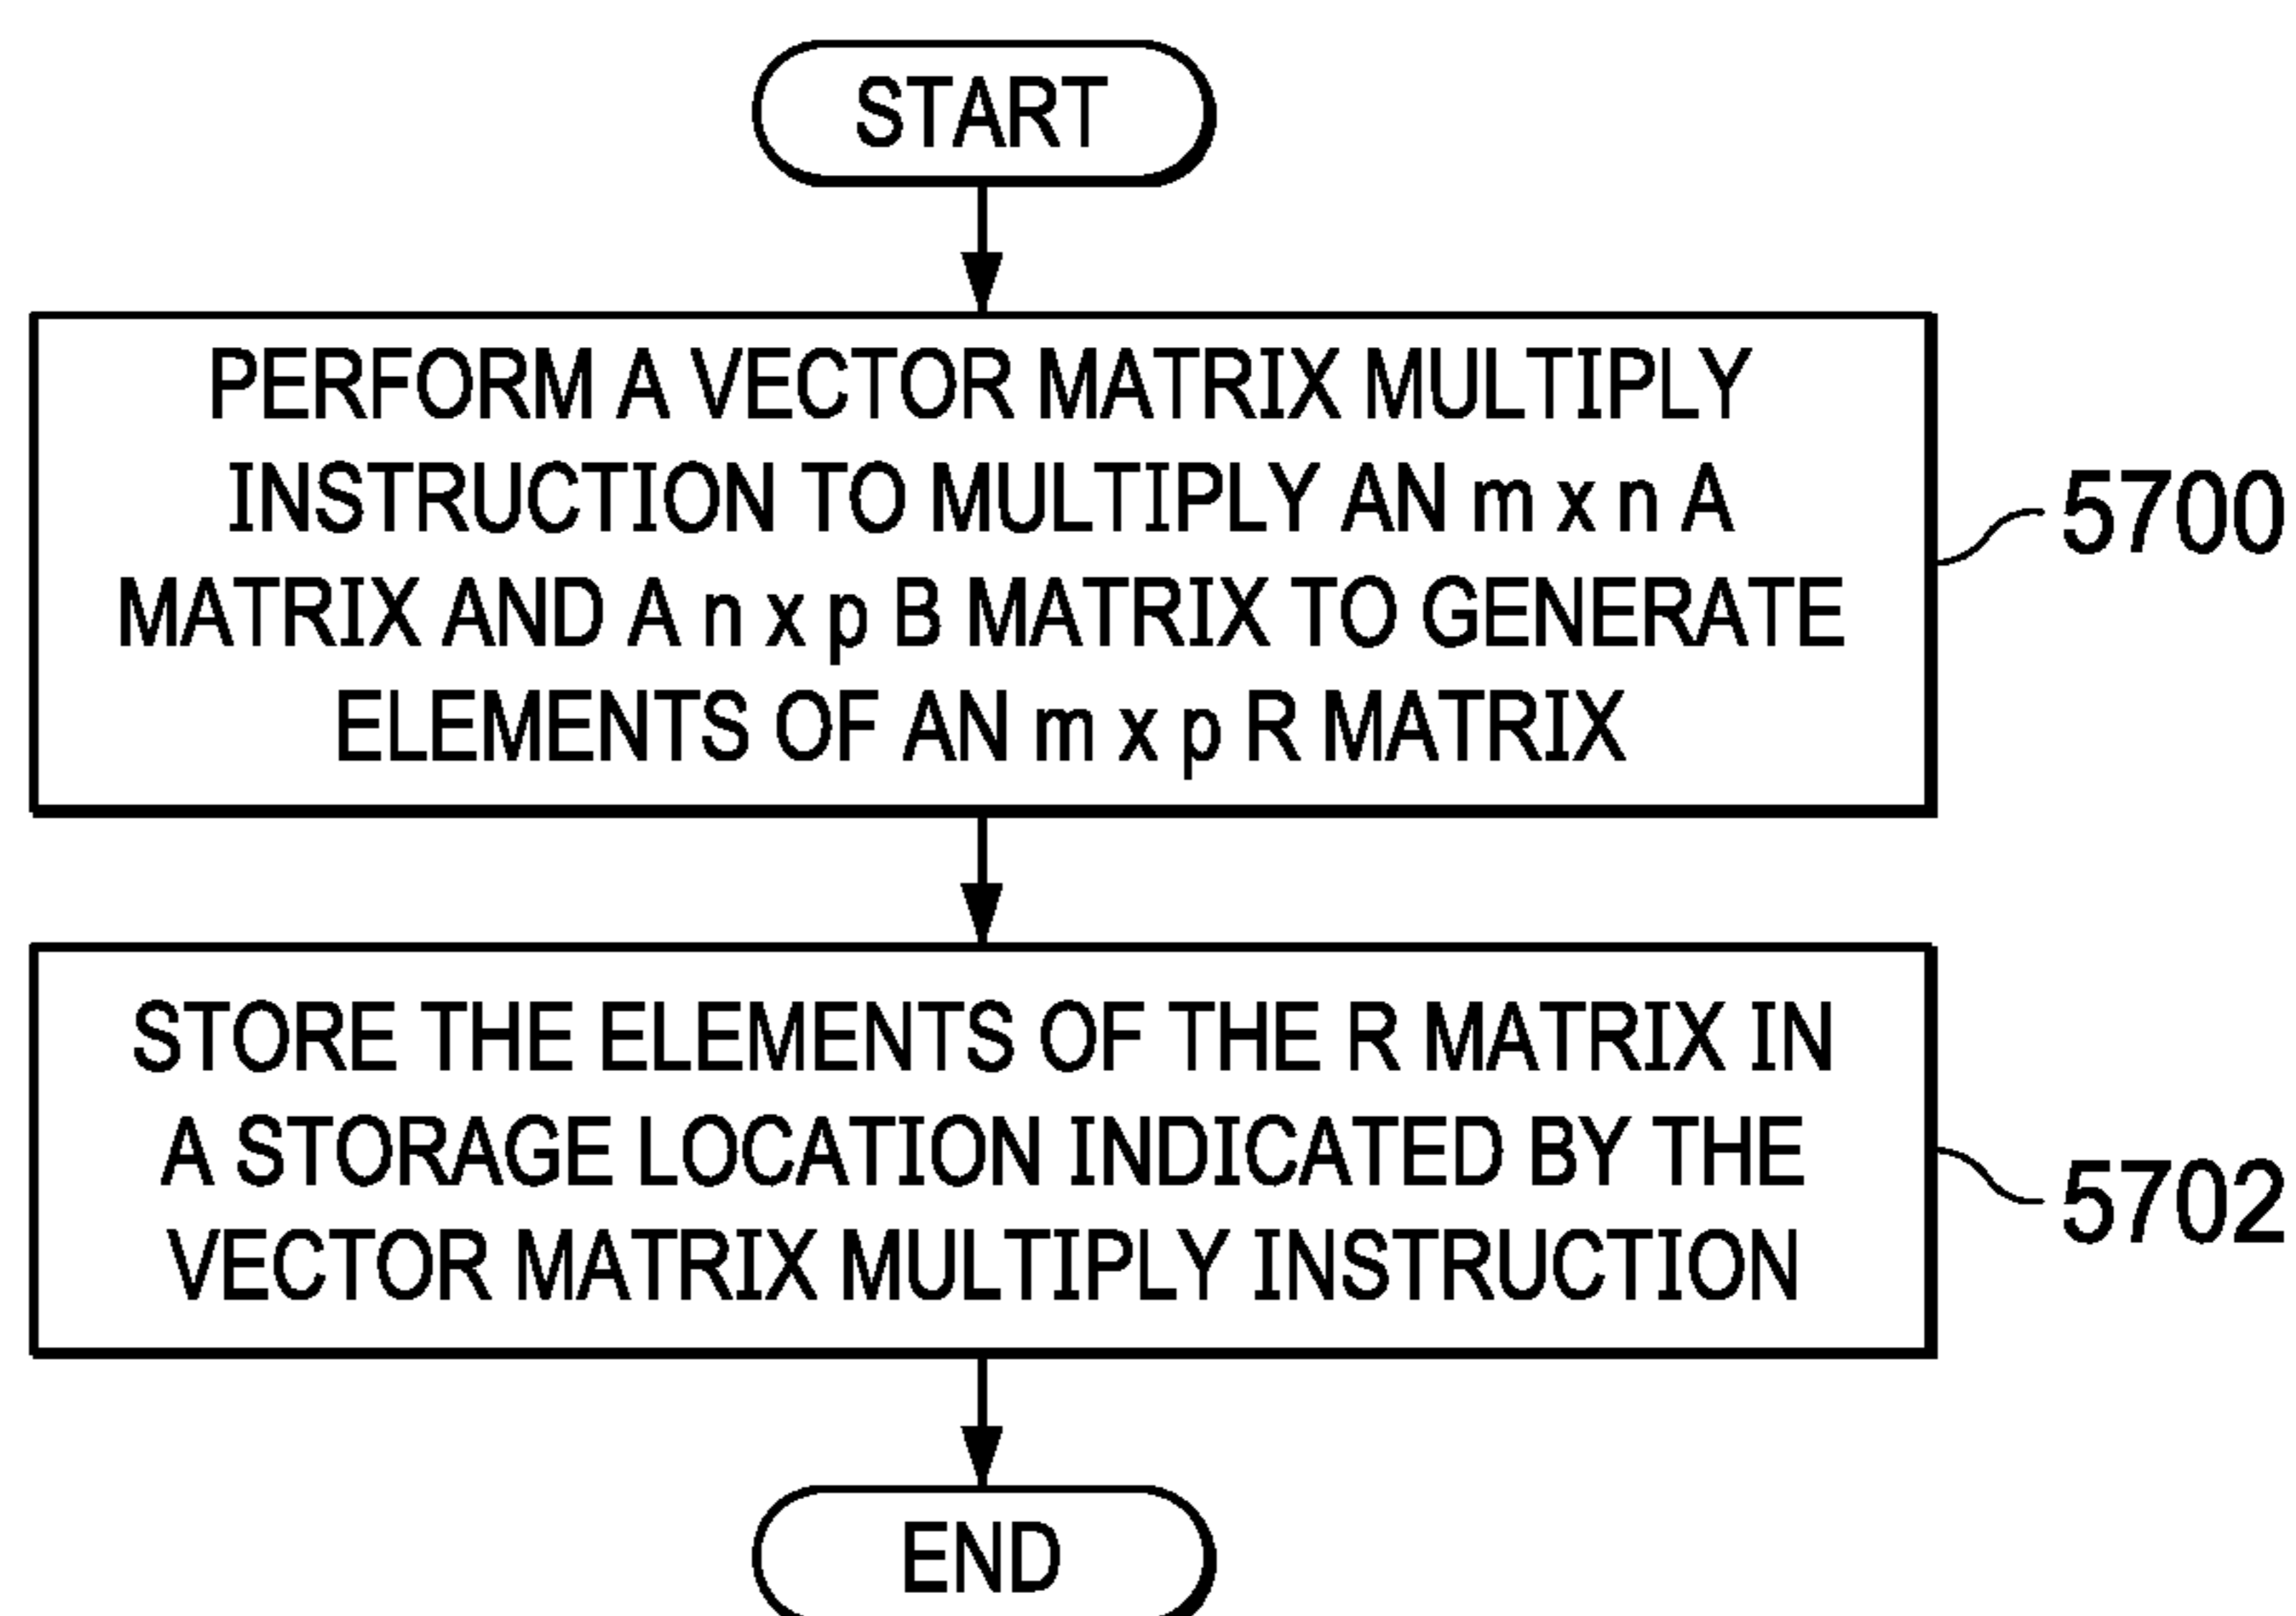 START
PERFORM A VECTOR MATRIX MULTIPLY
INSTRUCTION TO MULTIPLY AN m x n A
MATRIX AND A n x p B MATRIX TO GENERATE
ELEMENTS OF AN m x p R MATRIX
5700
STORE THE ELEMENTS OF THE R MATRIX IN
A STORAGE LOCATION INDICATED BY THE
VECTOR MATRIX MULTIPLY INSTRUCTION
5702
END